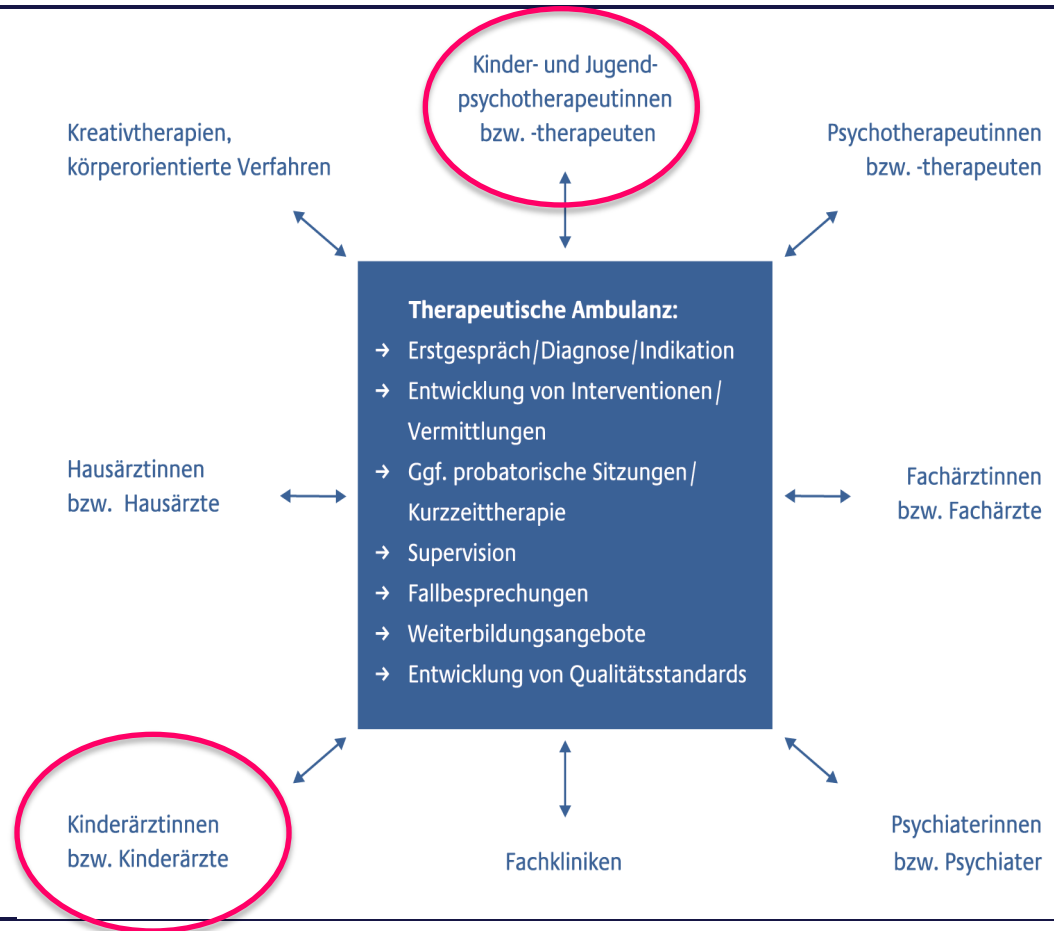 Kinder- und Jugend-
psychotherapeutinnen
bzw. -therapeuten
Kreativtherapien,
körperorientierte Verfahren
Psychotherapeutinnen
bzw. -therapeuten
Therapeutische Ambulanz:
→ Erstgespräch/Diagnose/Indikation
→ Entwicklung von Interventionen/
Vermittlungen
→ Ggf. probatorische Sitzungen/
Kurzzeittherapie
→ Supervision
→ Fallbesprechungen
→ Weiterbildungsangebote
→ Entwicklung von Qualitätsstandards
Hausärztinnen
bzw. Hausärzte
Fachärztinnen
bzw. Fachärzte
Kinderärztinnen
bzw. Kinderärzte
Fachkliniken
Psychiaterinnen
bzw. Psychiater